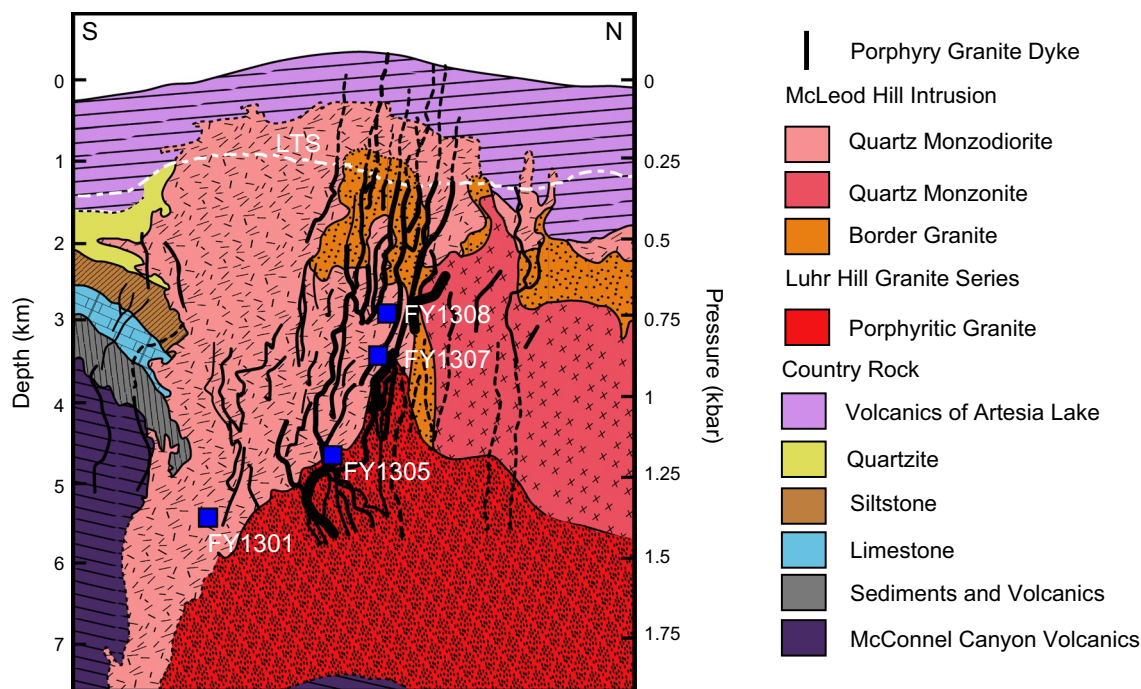 S
N
0
1
2
3
4
5
6
7
Depth (km)
LTS
FY1308
FY1307
FY1305
FY1301
0
0.25
0.5
0.75
1
1.25
1.5
1.75
Pressure (kbar)
Porphyry Granite Dyke
McLeod Hill Intrusion
Quartz Monzodiorite
Quartz Monzonite
Border Granite
Luhr Hill Granite Series
Porphyritic Granite
Country Rock
Volcanics of Artesia Lake
Quartzite
Siltstone
Limestone
Sediments and Volcanics
McConnel Canyon Volcanics